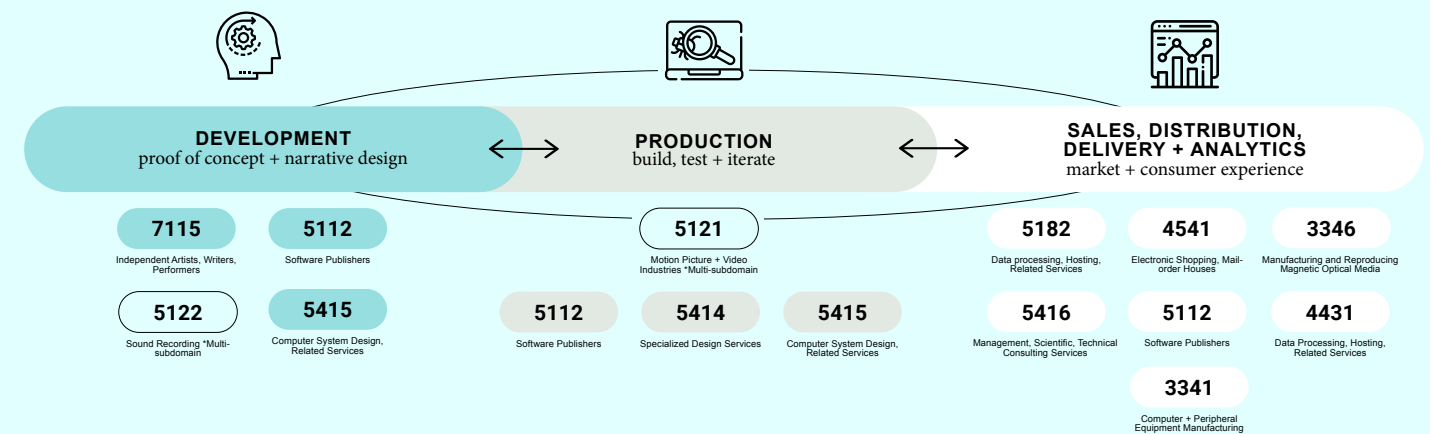 DEVELOPMENT
proof of concept + narrative design
PRODUCTION
build, test + iterate
SALES, DISTRIBUTION,
DELIVERY + ANALYTICS
market + consumer experience
7115
Independent Artists, Writers,
Performers
5112
Software Publishers
5122
Sound Recording *Multi-
subdomain
5415
Computer System Design,
Related Services
5121
Motion Picture + Video
Industries *Multi-subdomain
5112
Software Publishers
5414
Specialized Design Services
5415
Computer System Design,
Related Services
5182
Data processing, Hosting,
Related Services
4541
Electronic Shopping, Mail-
order Houses
3346
Manufacturing and Reproducing
Magnetic Optical Media
5416
Management, Scientific, Technical
Consulting Services
5112
Software Publishers
4431
Data Processing, Hosting,
Related Services
3341
Computer + Peripheral
Equipment Manufacturing